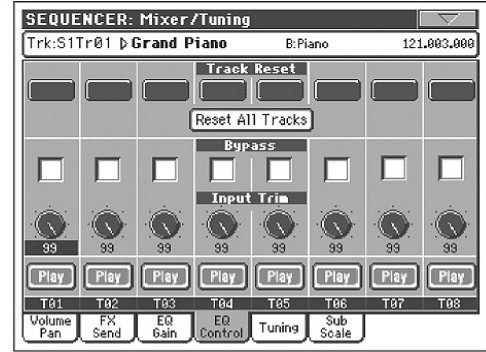 SEQUENCER: Mixer/Tuning
Trk:S1Tr01 ▷Grand Piano B:Piano 121.003.000
Track Reset
Reset All Tracks
Bypass
Input Trim
99 99 99 99 99 99 99 99
Play Play Play Play Play Play Play Play
T01 T02 T03 T04 T05 T06 T07 T08
Volume Pan FX Send EQ Gain EQ Control Tuning Sub Scale